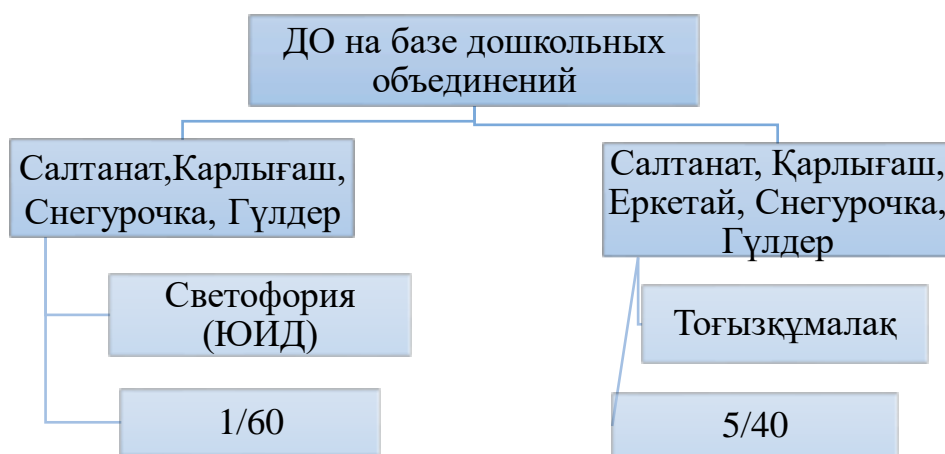 ДО на базе дошкольных
объединений
Салтанат,Карлығаш,
Снегурочка, Гүлдер
Светофория
(ЮИД)
1/60
Салтанат, Қарлығаш,
Еркетай, Снегурочка,
Гүлдер
Тоғызқұмалақ
5/40